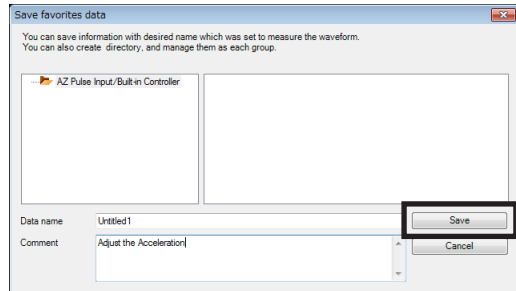 Save favorites data
You can save information with desired name which was set to measure the waveform.
You can also create directory, and manage them as each group.
AZ Pulse Input/Built-in Controller
Data name Untitled1 Save
Comment Adjust the Acceleration Cancel